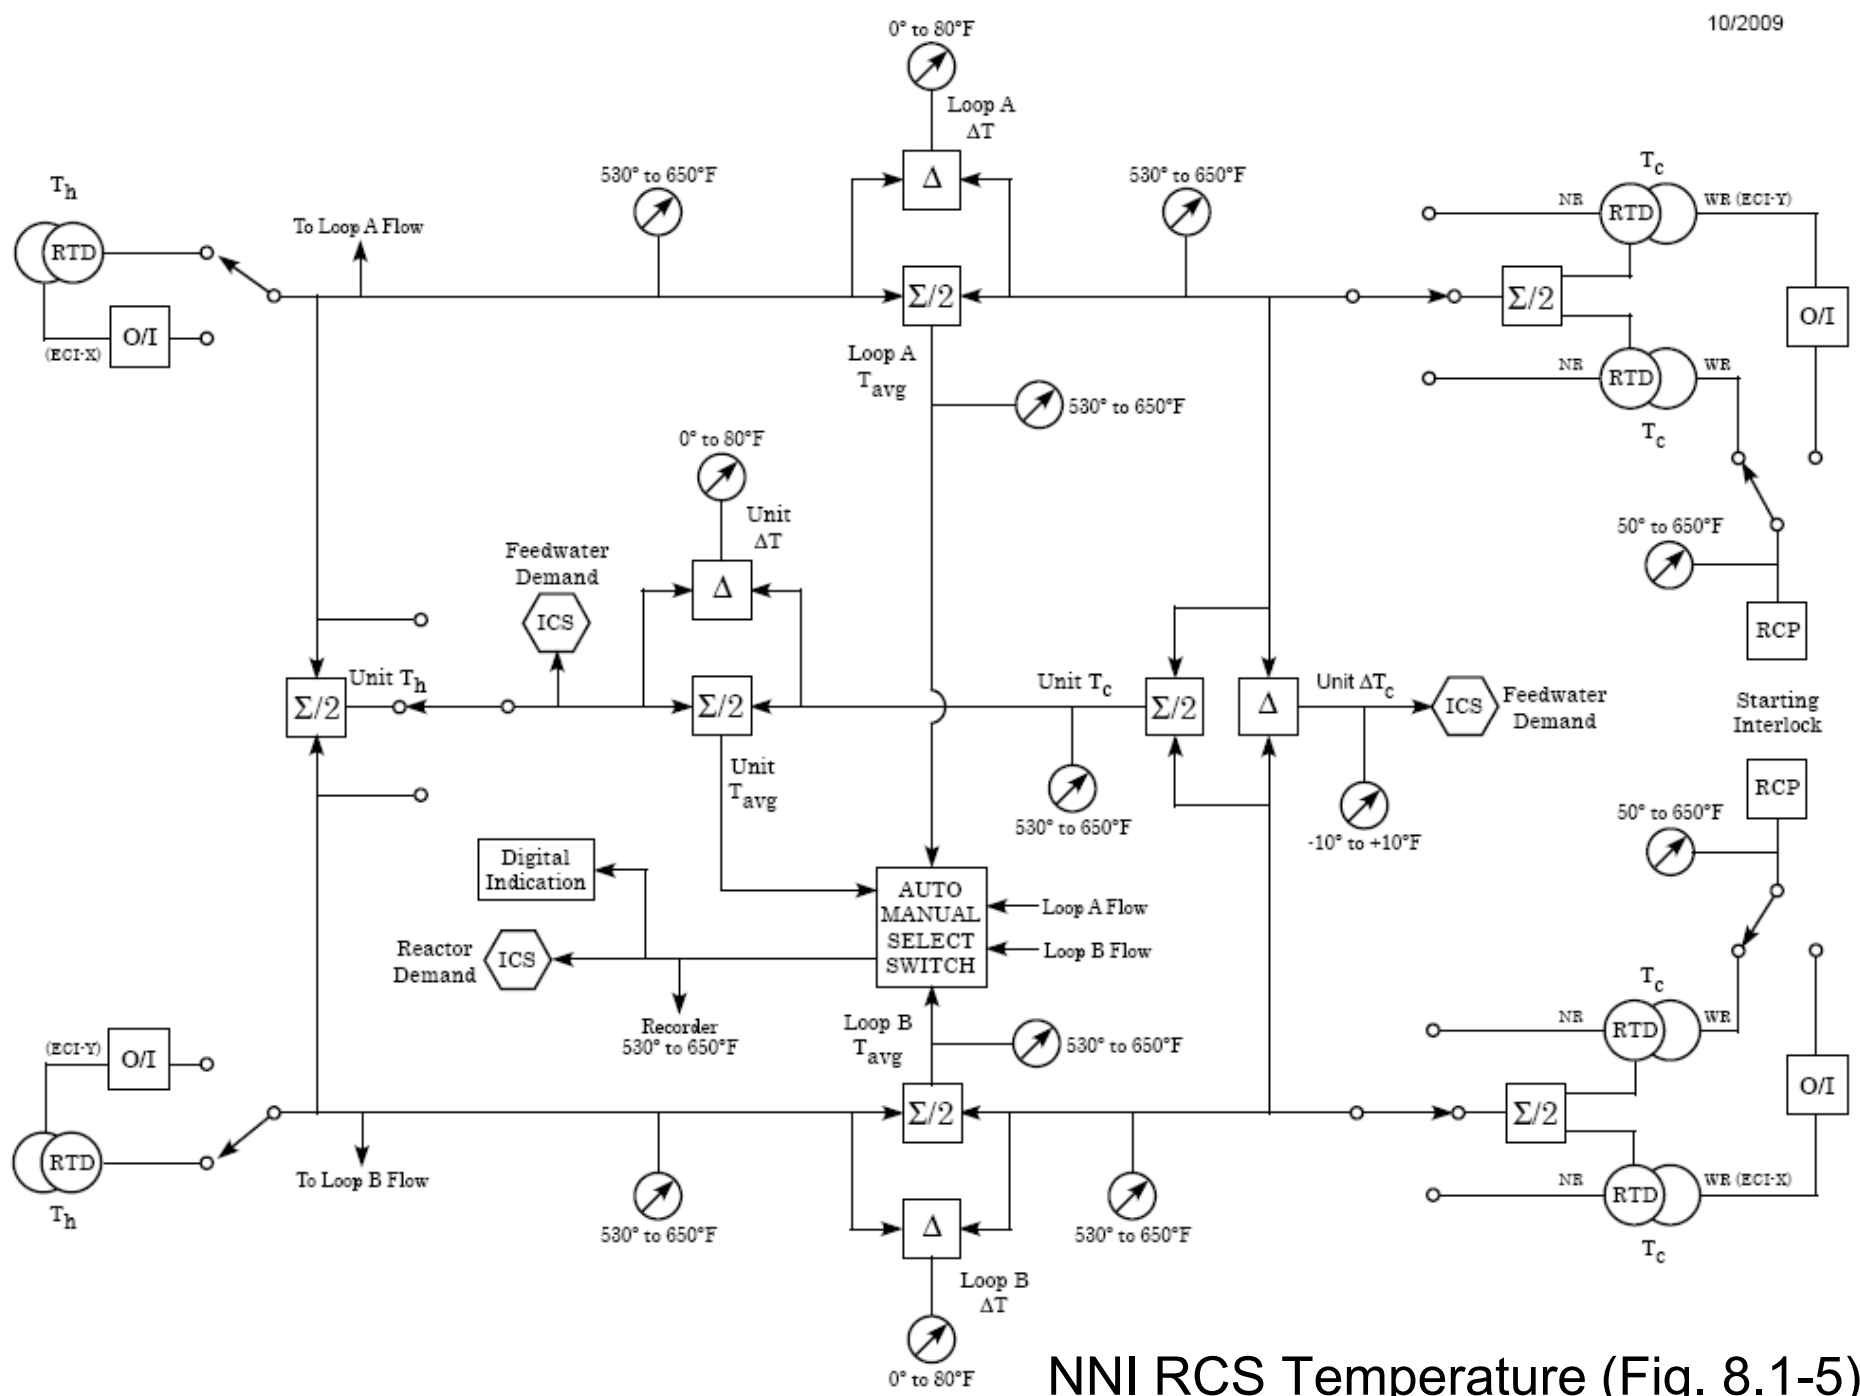 10/2009
0° to 80°F
Loop A
ΔT
Δ
530° to 650°F
530° to 650°F
Th
RTD
To Loop A Flow
(ECI-X)
O/I
Σ/2
Loop A
Tavg
530° to 650°F
Tc
NR
RTD
WR (ECI-Y)
Σ/2
O/I
NR
RTD
WR
Tc
50° to 650°F
RCP
Starting
Interlock
0° to 80°F
Unit
ΔT
Δ
Feedwater
Demand
ICS
Σ/2
Unit Th
Σ/2
Unit
Tavg
Unit Tc
Σ/2
530° to 650°F
Δ
Unit ΔTc
ICS
Feedwater
Demand
-10° to +10°F
RCP
50° to 650°F
Digital
Indication
Reactor
Demand
ICS
Recorder
530° to 650°F
AUTO
MANUAL
SELECT
SWITCH
Loop A Flow
Loop B Flow
Loop B
Tavg
530° to 650°F
Σ/2
(ECI-Y)
O/I
RTD
Th
To Loop B Flow
530° to 650°F
Δ
530° to 650°F
Loop B
ΔT
0° to 80°F
Tc
NR
RTD
WR
Σ/2
O/I
NR
RTD
WR (ECI-X)
Tc
NNI RCS Temperature (Fig. 8.1-5)